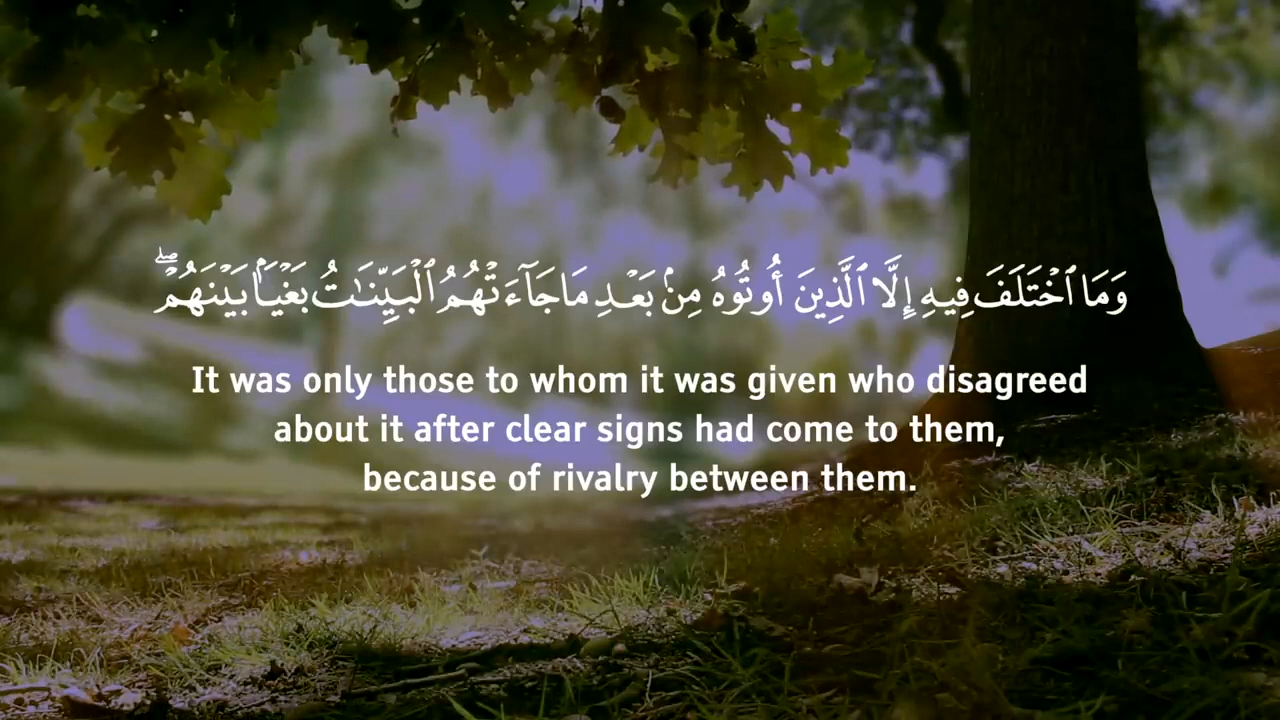 وَمَا ٱخْتَلَفَ فِيهِ إِلَّا ٱلَّذِينَ أُوتُوهُ مِنۢ بَعْدِ مَا جَآءَتْهُمُ ٱلْبَيِّنَـٰتُ بَغْيَۢا بَيْنَهُمْ ۖ
It was only those to whom it was given who disagreed
about it after clear signs had come to them,
because of rivalry between them.